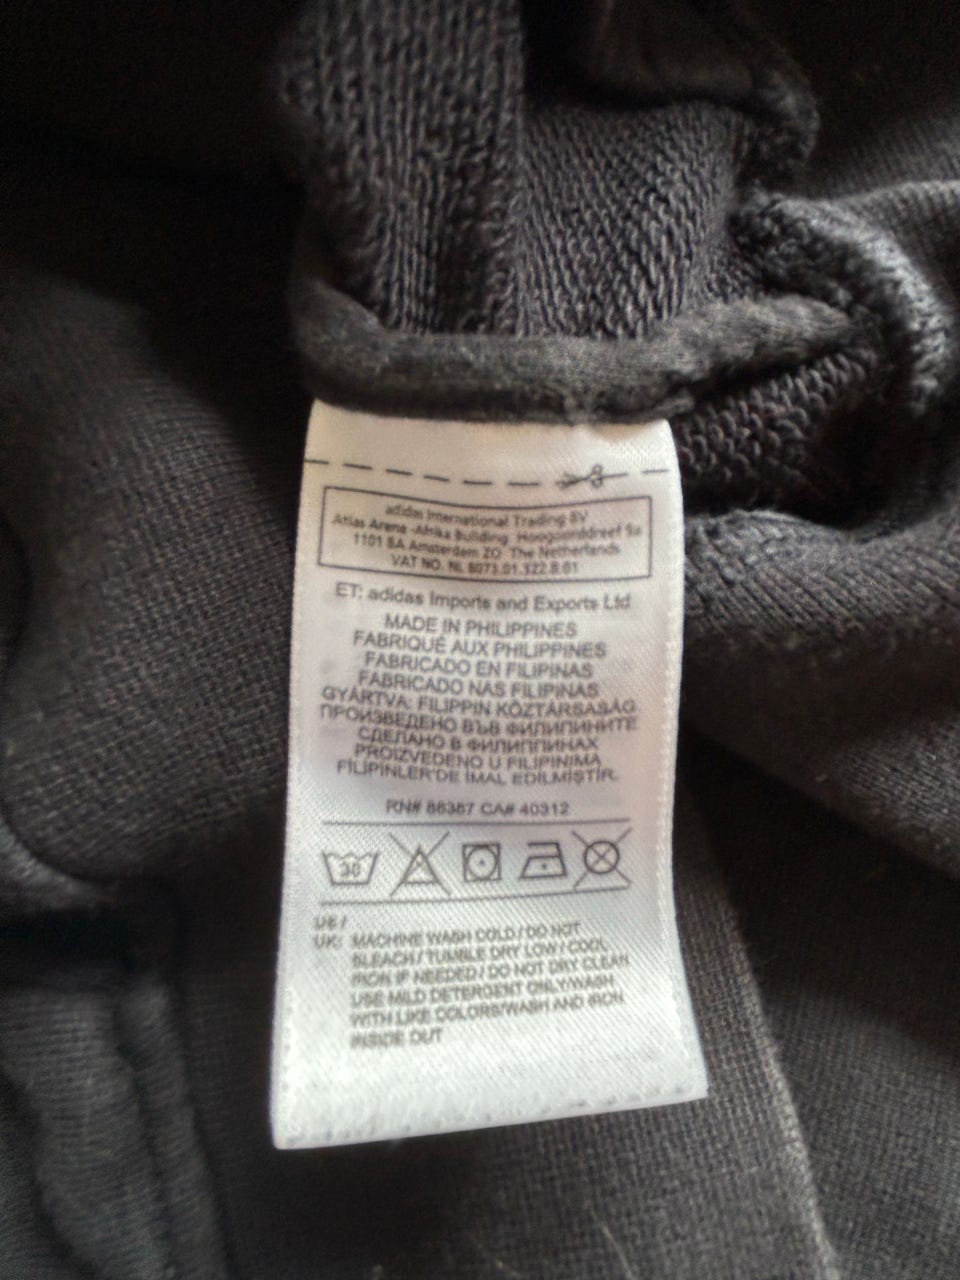 adidas International Trading BV
Atlas Arena -Afrika Building Hoogoorddreef 9a
1101 BA Amsterdam ZO The Netherlands
VAT NO. NL 8073.01.322.B.01
ET: adidas Imports and Exports Ltd
MADE IN PHILIPPINES
FABRIQUÉ AUX PHILIPPINES
FABRICADO EN FILIPINAS
FABRICADO NAS FILIPINAS
GYÁRTVA: FILIPPIN KÖZTÁRSASÁG
ПРОИЗВЕДЕНО ВЪВ ФИЛИПИНИТЕ
СДЕЛАНО В ФИЛИППИНАХ
PROIZVEDENO U FILIPINIMA
FİLİPİNLER'DE İMAL EDİLMİŞTİR.
RN# 88387 CA# 40312
30
US /
UK: MACHINE WASH COLD / DO NOT
BLEACH / TUMBLE DRY LOW / COOL
IRON IF NEEDED / DO NOT DRY CLEAN
USE MILD DETERGENT ONLY/WASH
WITH LIKE COLORS/WASH AND IRON
INSIDE OUT